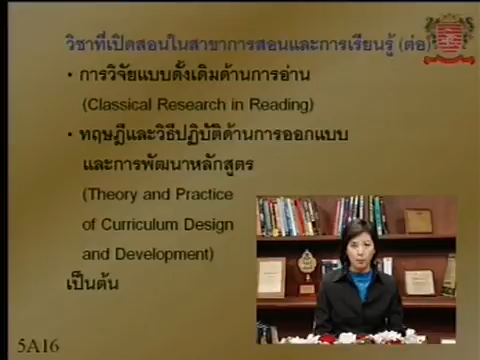 วิชาที่เปิดสอนในสาขาการสอนและการเรียนรู้ (ต่อ)
• การวิจัยแบบดั้งเดิมด้านการอ่าน
(Classical Research in Reading)
• ทฤษฎีและวิธีปฏิบัติด้านการออกแบบ
และการพัฒนาหลักสูตร
(Theory and Practice
of Curriculum Design
and Development)
เป็นต้น
5A16